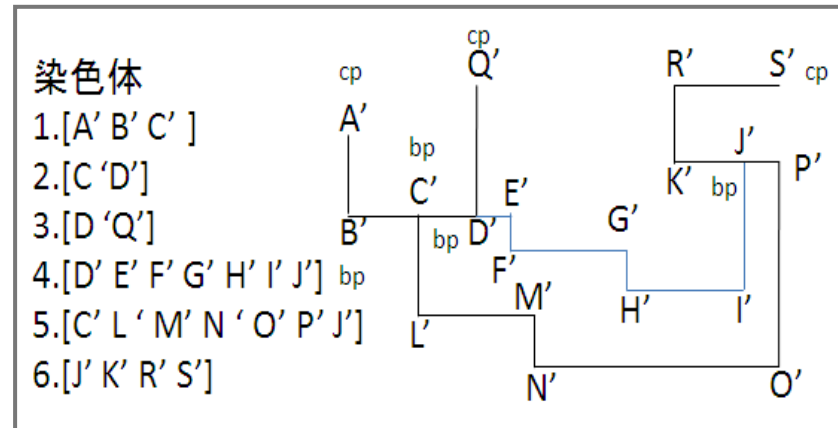 染色体
1.[A’ B’ C’ ]
2.[C ‘D’]
3.[D ‘Q’]
4.[D’ E’ F’ G’ H’ I’ J’]
5.[C’ L ‘ M’ N ‘ O’ P’ J’]
6.[J’ K’ R’ S’]
cp
cp
Q’
R’
S’
cp
A’
bp
J’
C’
E’
K’
P’
bp
B’
bp
D’
G’
F’
bp
M’
H’
I’
L’
N’
O’